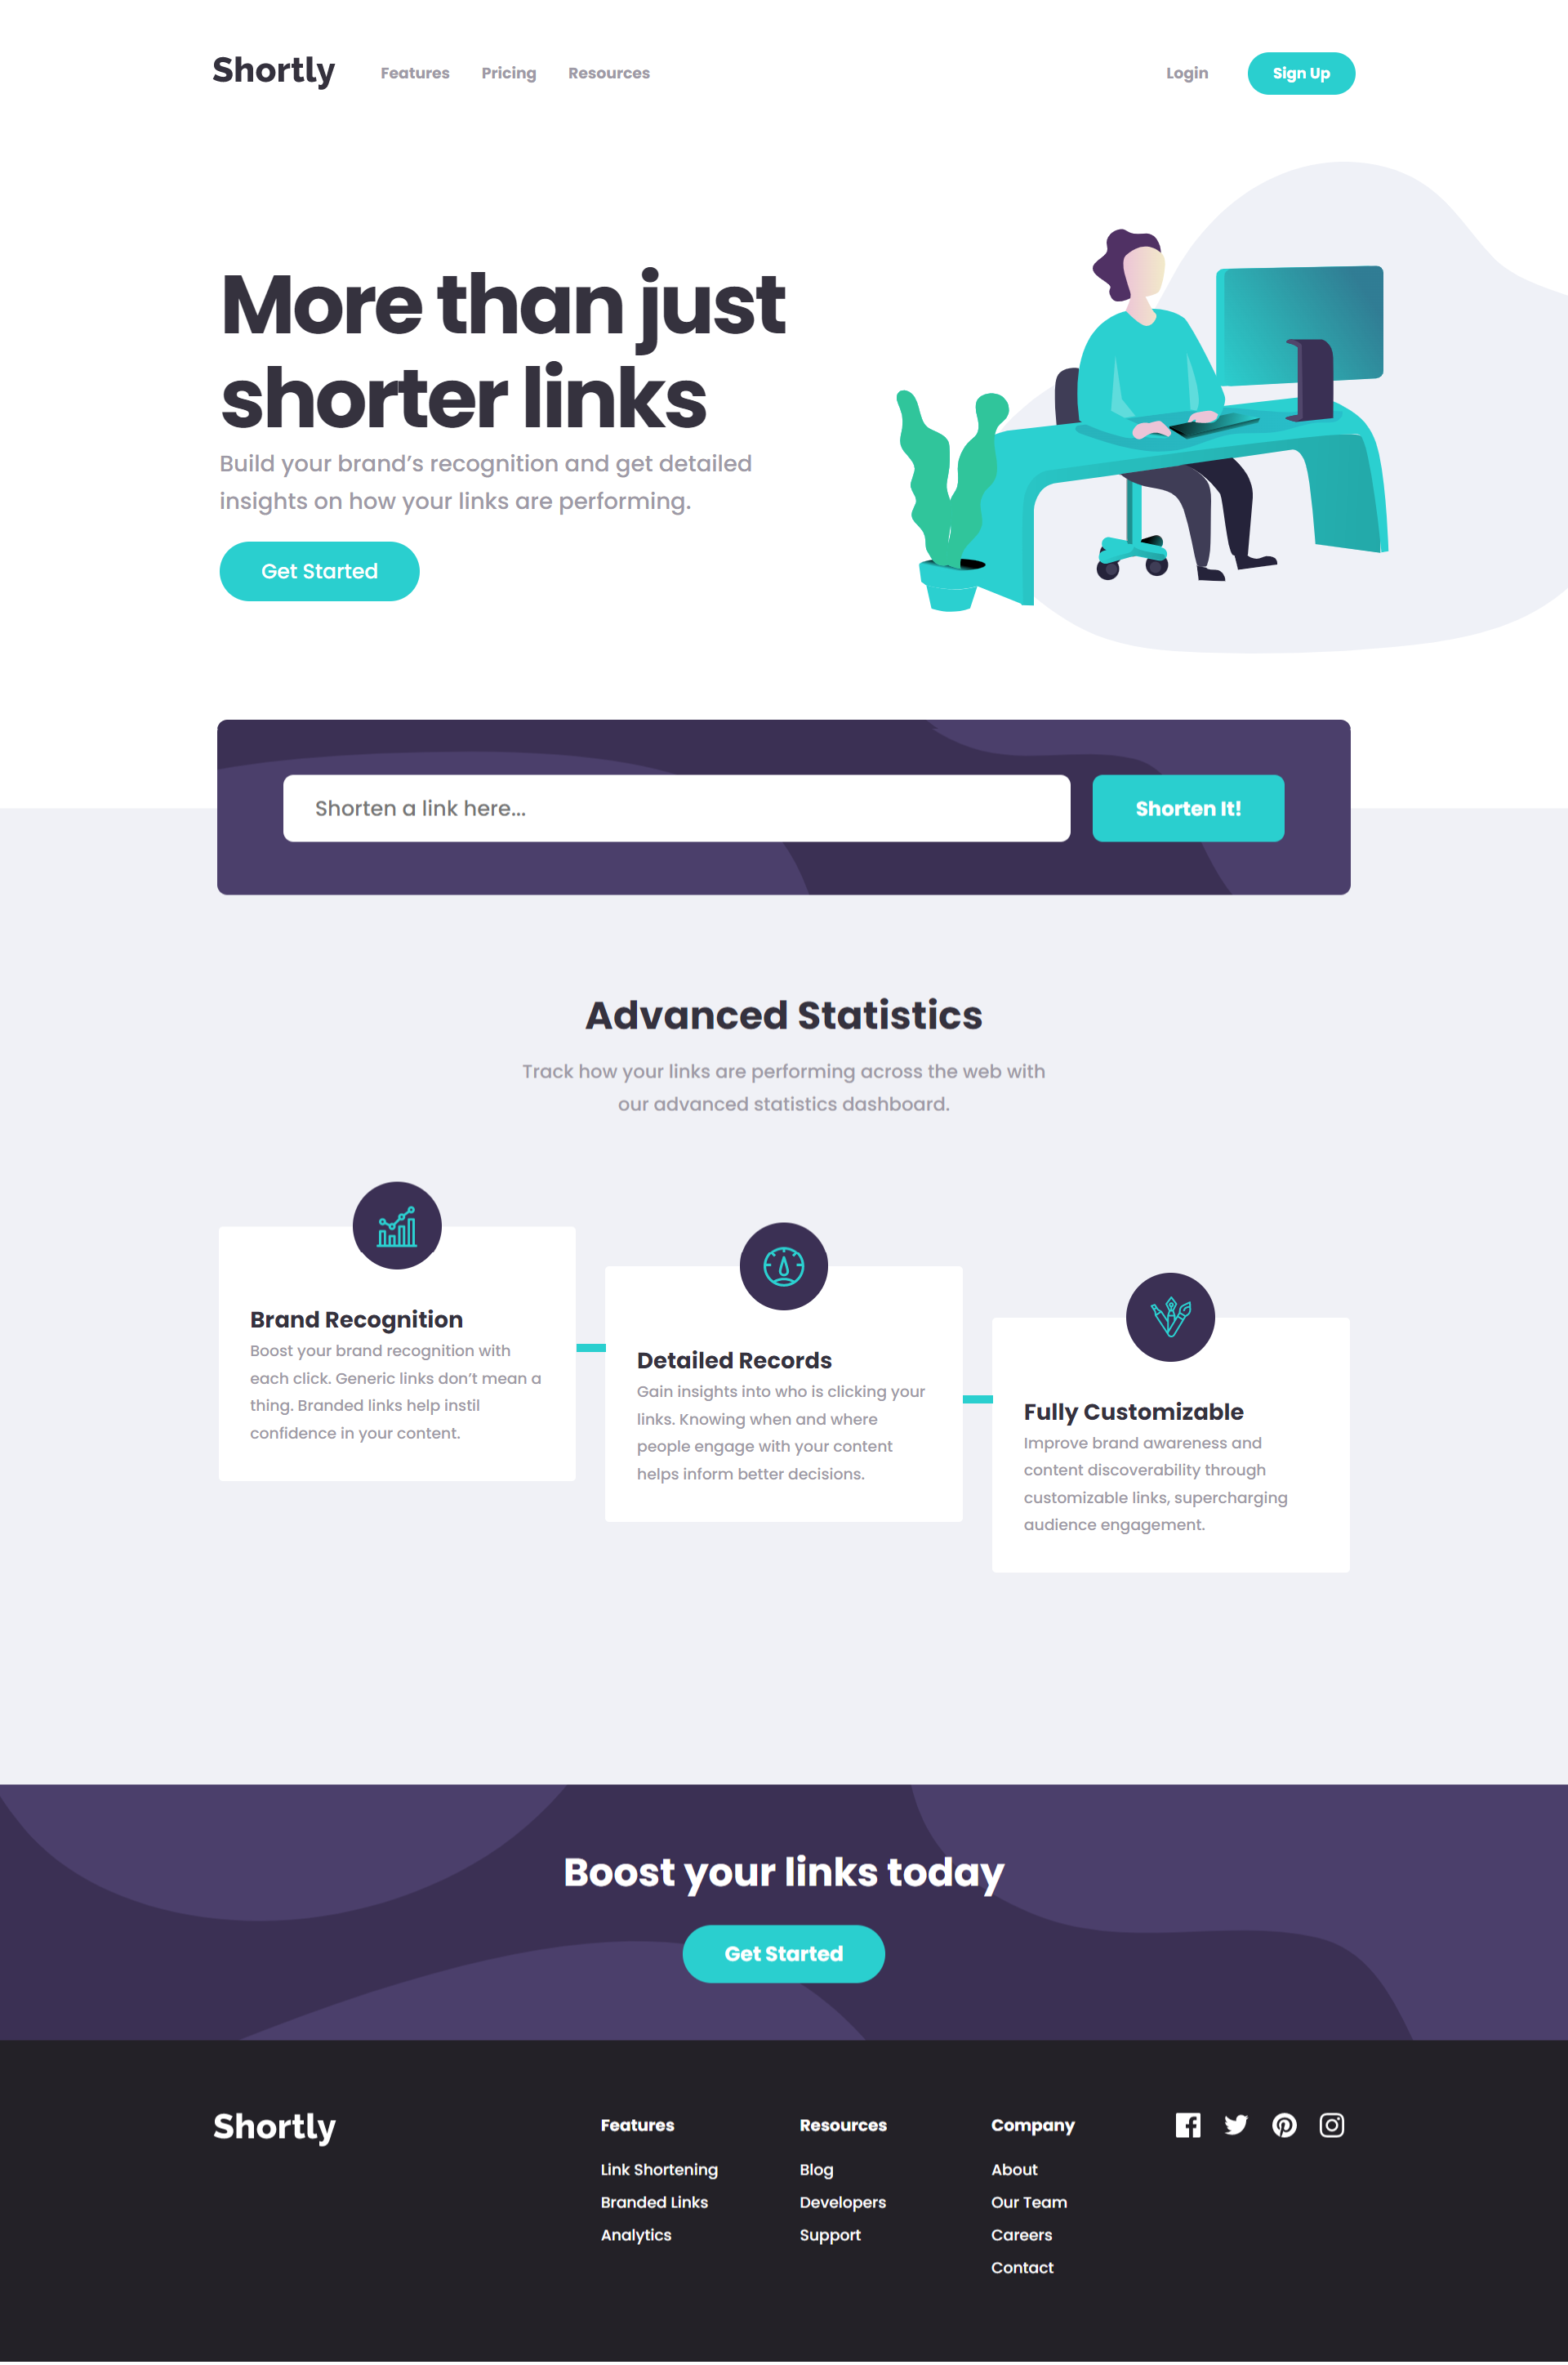 Shortly
Features
Pricing
Resources
Login
Sign Up
More than just
shorter links
Build your brand’s recognition and get detailed
insights on how your links are performing.
Get Started
Shorten a link here...
Shorten It!
Advanced Statistics
Track how your links are performing across the web with
our advanced statistics dashboard.
Brand Recognition
Boost your brand recognition with
each click. Generic links don’t mean a
thing. Branded links help instil
confidence in your content.
Detailed Records
Gain insights into who is clicking your
links. Knowing when and where
people engage with your content
helps inform better decisions.
Fully Customizable
Improve brand awareness and
content discoverability through
customizable links, supercharging
audience engagement.
Boost your links today
Get Started
Shortly
Features
Link Shortening
Branded Links
Analytics
Resources
Blog
Developers
Support
Company
About
Our Team
Careers
Contact